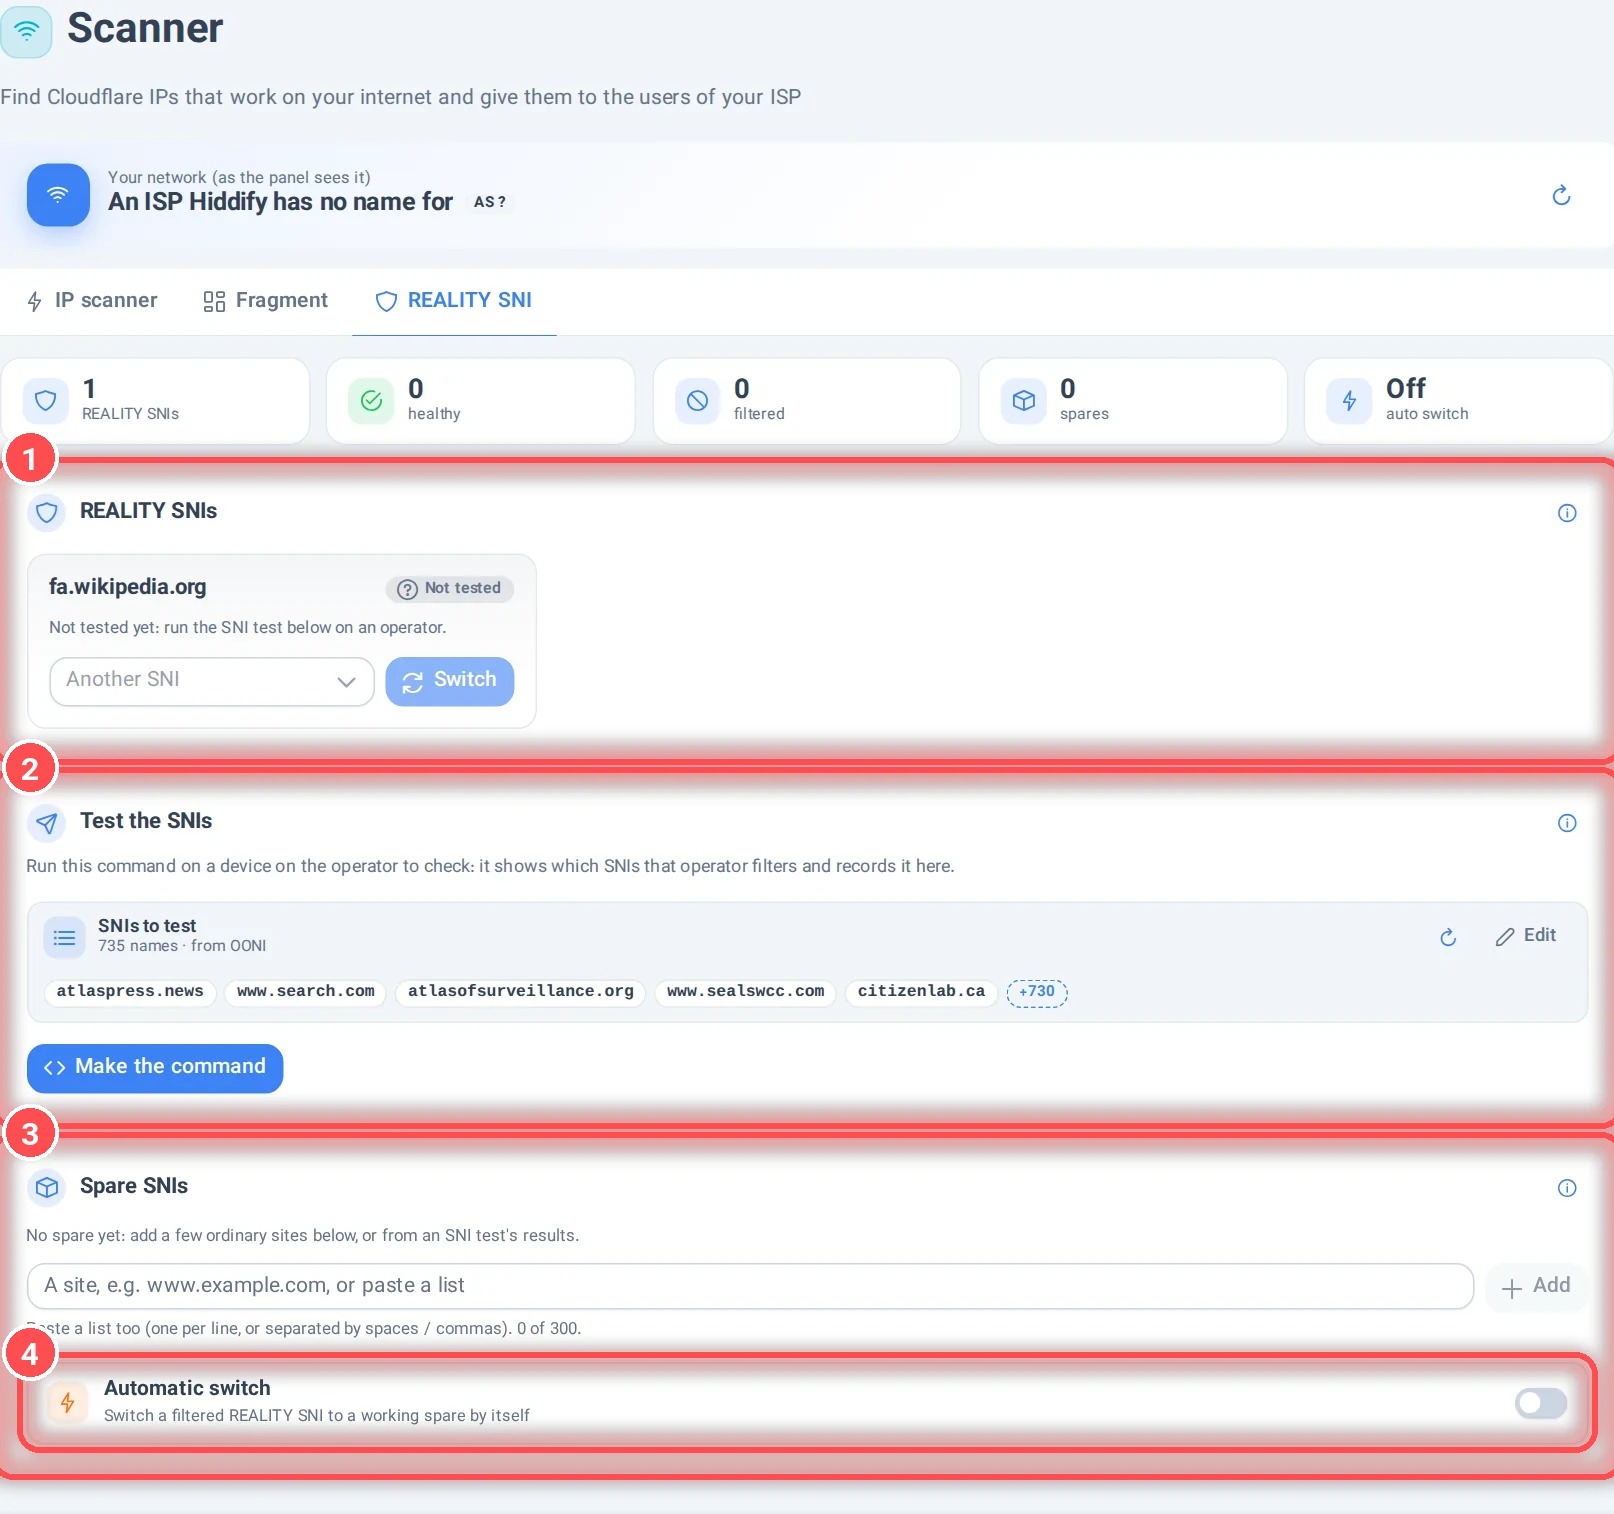 Scanner
Find Cloudflare IPs that work on your internet and give them to the users of your ISP
Your network (as the panel sees it)
An ISP Hiddify has no name for AS ?
IP scanner Fragment REALITY SNI
1
REALITY SNIs
0
healthy
0
filtered
0
spares
Off
auto switch
1
REALITY SNIs
fa.wikipedia.org Not tested
Not tested yet: run the SNI test below on an operator.
Another SNI Switch
2
Test the SNIs
Run this command on a device on the operator to check: it shows which SNIs that operator filters and records it here.
SNIs to test
735 names · from OONI
Edit
atlaspress.news www.search.com atlasofsurveillance.org www.sealswcc.com citizenlab.ca +730
Make the command
3
Spare SNIs
No spare yet: add a few ordinary sites below, or from an SNI test's results.
A site, e.g. www.example.com, or paste a list Add
a list too (one per line, or separated by spaces / commas). 0 of 300.
4
Automatic switch
Switch a filtered REALITY SNI to a working spare by itself